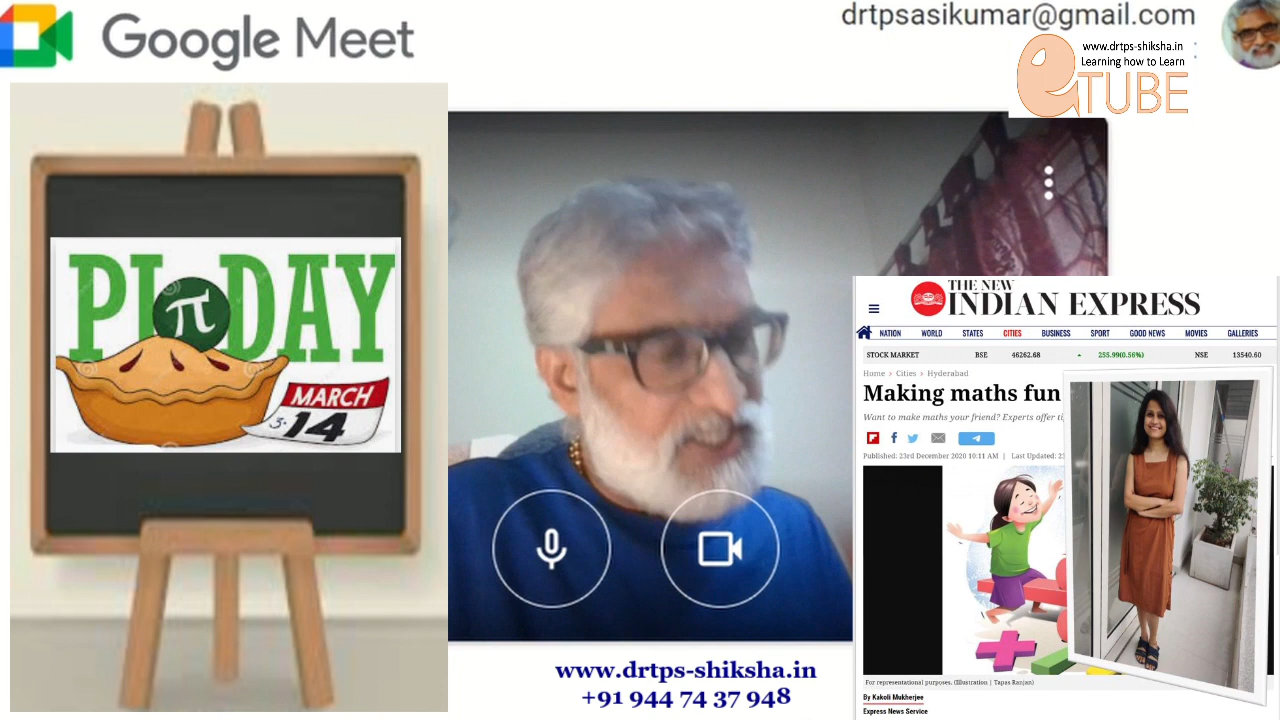 Google Meet
drtpsasikumar@gmail.com
www.drtps-shiksha.in
Learning how to Learn
eTUBE
PI DAY
π
MARCH
3.
14
THE NEW
INDIAN EXPRESS
NATION WORLD STATES CITIES BUSINESS SPORT GOOD NEWS MOVIES GALLERIES
STOCK MARKET BSE 46262.68 255.99(0.56%) NSE 13540.60
Home > Cities > Hyderabad
Making maths fun
Want to make maths your friend? Experts offer
Published: 23rd December 2020 10:11 AM | Last Updated:
For representational purposes. (Illustration | Tapas Ranjan)
By Kakoli Mukherjee
Express News Service
www.drtps-shiksha.in
+91 944 74 37 948